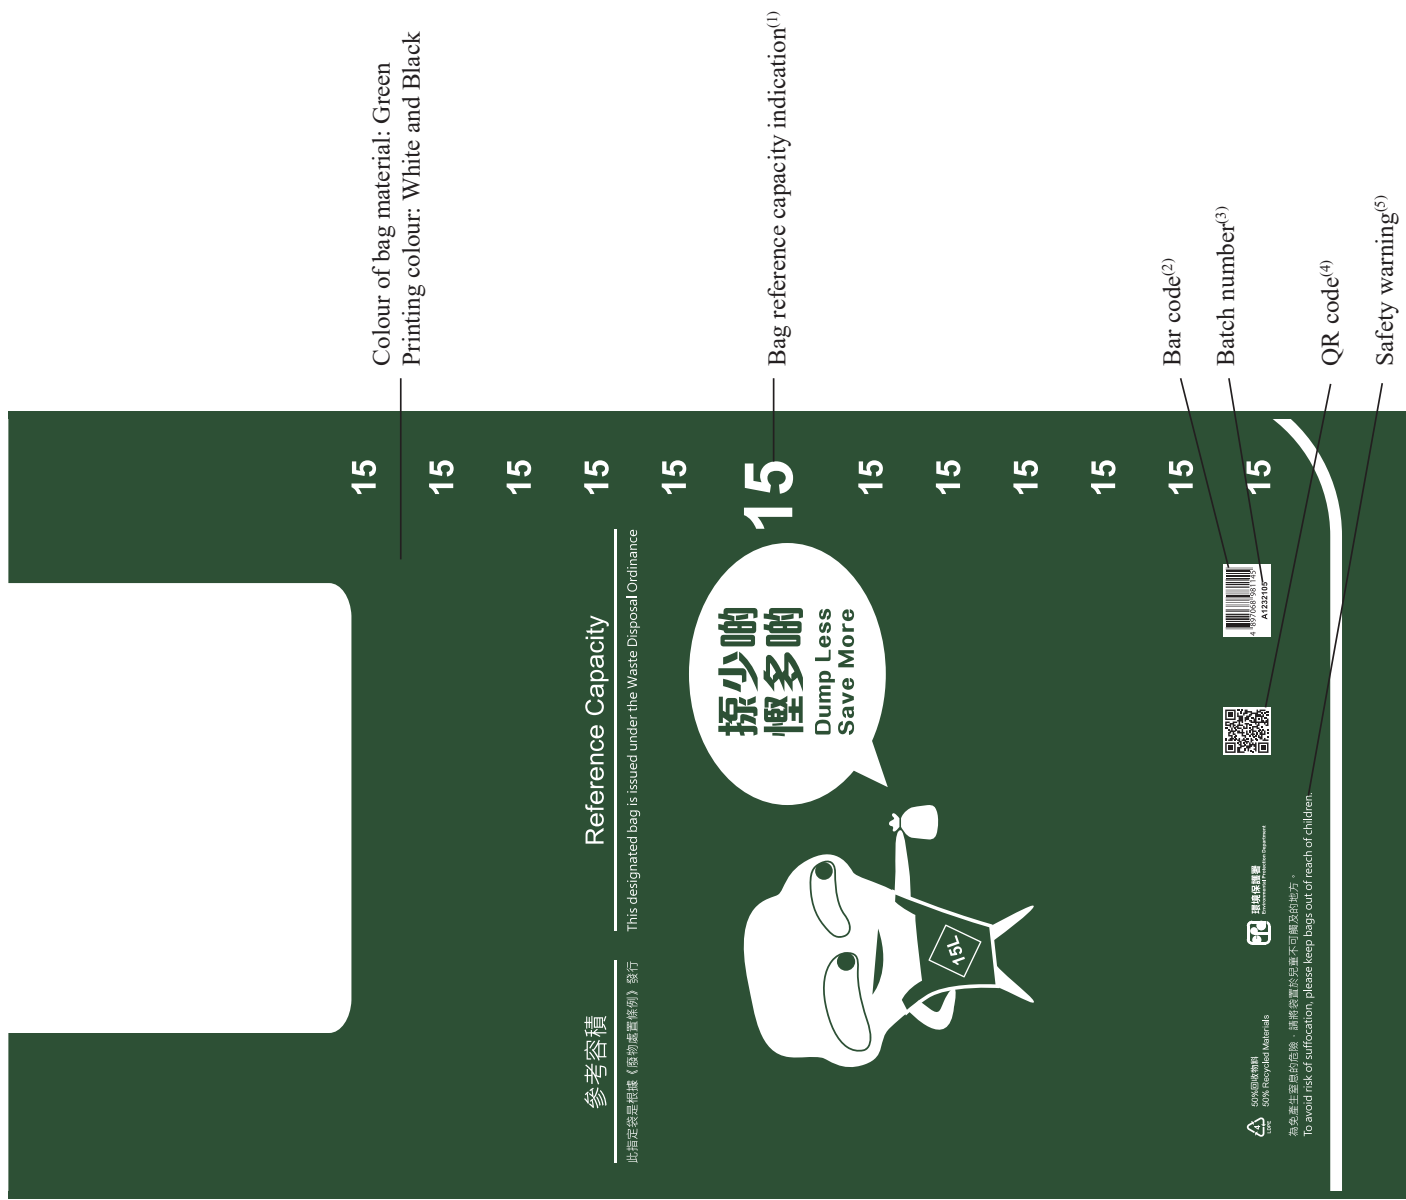 Colour of bag material: Green
Printing colour: White and Black
Bag reference capacity indication(1)
Bar code(2)
Batch number(3)
QR code(4)
Safety warning(5)
15
15
15
15
15
15
15
15
15
15
15
15
參考容積
Reference Capacity
此指定袋是根據《廢物處置條例》發行
This designated bag is issued under the Waste Disposal Ordinance
揼少啲
慳多啲
Dump Less
Save More
15L
4
LDPE
50%回收物料
50% Recycled Materials
環境保護署
Environmental Protection Department
4 897068 981145
A1232105
為免產生窒息的危險，請將袋置於兒童不可觸及的地方。
To avoid risk of suffocation, please keep bags out of reach of children.